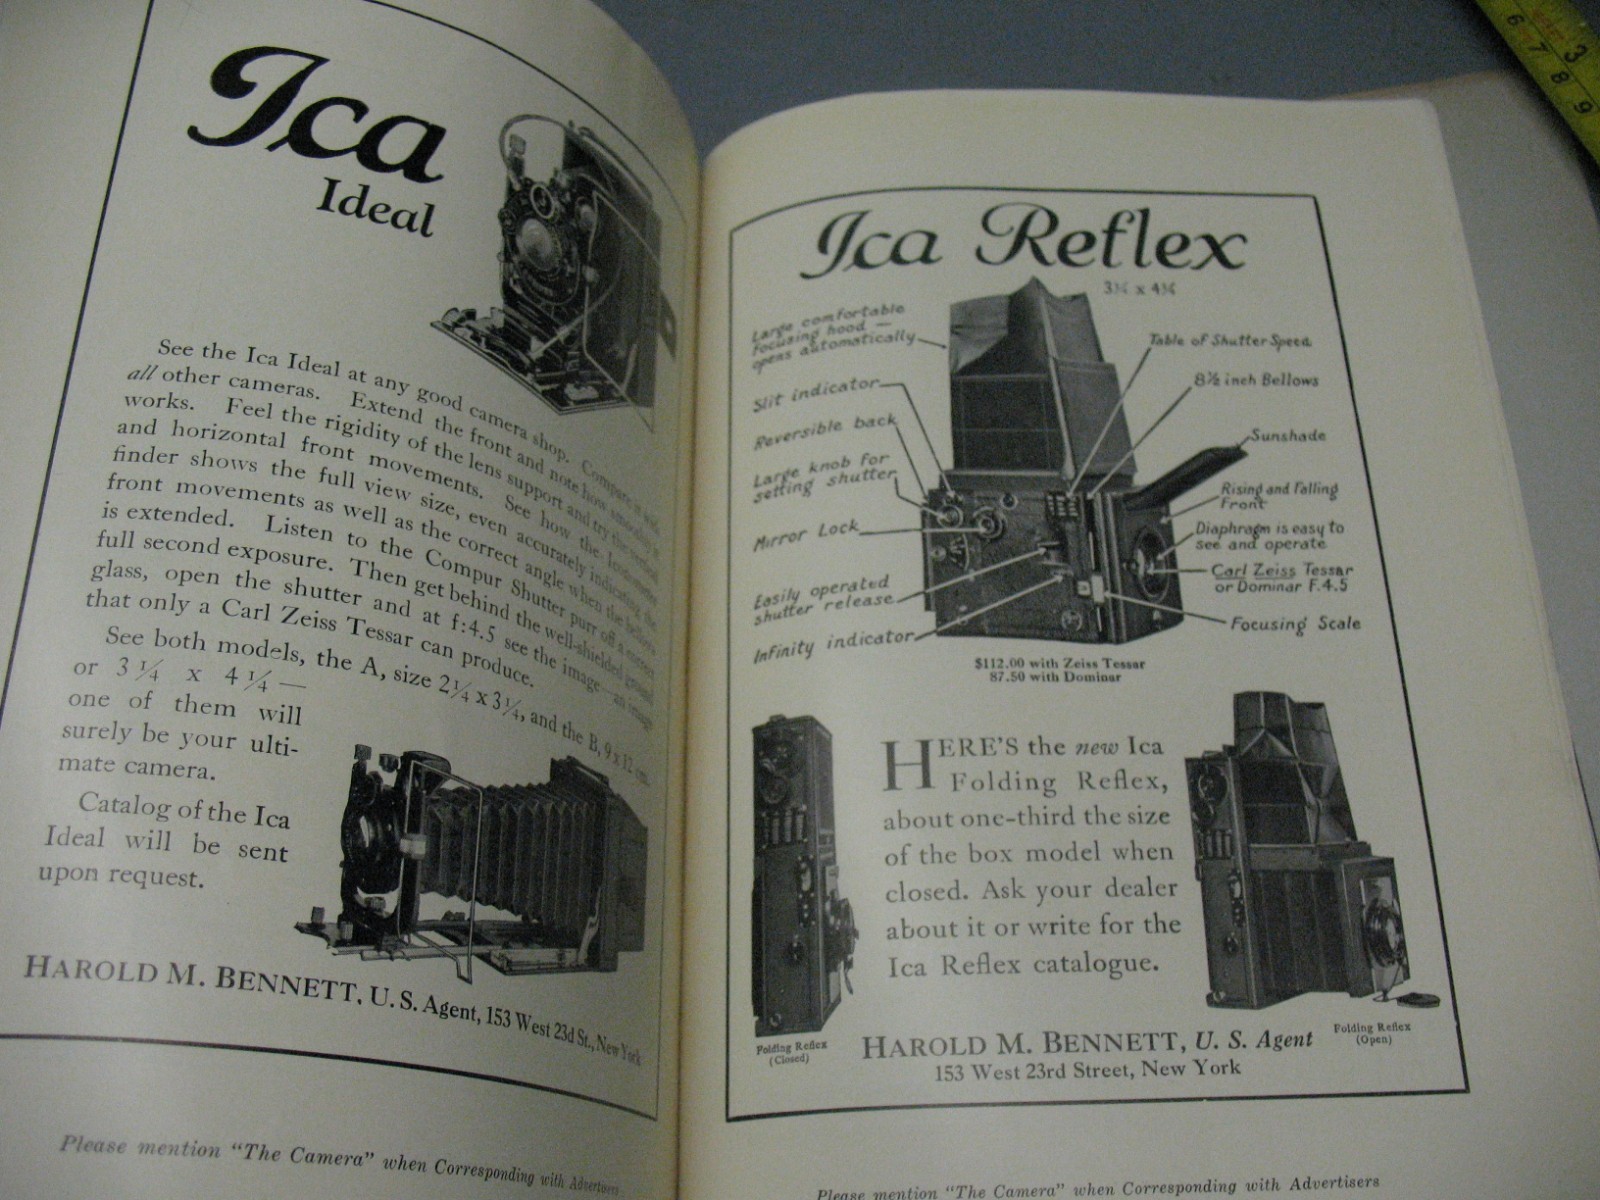 Ica
Ideal
See the Ica Ideal at any good camera shop. Compare it with
all other cameras. Extend the front and note how smoothly it
works. Feel the rigidity of the lens support and try the vertical
and horizontal front movements. See how the Iconometer
finder shows the full view size, even accurately indicating the
front movements as well as the correct angle when the bellows
is extended. Listen to the Compur Shutter purr off a correct
full second exposure. Then get behind the well-shielded ground
glass, open the shutter and at f:4.5 see the image—an image
that only a Carl Zeiss Tessar can produce.
See both models, the A, size 2¼ x 3¼, and the B, 9 x 12 cm.
or 3¼ x 4¼—
one of them will
surely be your ulti-
mate camera.
Catalog of the Ica
Ideal will be sent
upon request.
HAROLD M. BENNETT, U. S. Agent, 153 West 23d St., New York
Please mention "The Camera" when Corresponding with Advertisers
Ica Reflex
3¼ x 4¼
Large comfortable
focusing hood —
opens automatically
Slit indicator
Reversible back
Large knob for
setting shutter
Mirror Lock
Easily operated
shutter release
Infinity indicator
Table of Shutter Speed
8½ inch Bellows
Sunshade
Rising and Falling
Front
Diaphragm is easy to
see and operate
Carl Zeiss Tessar
or Dominar F.4.5
Focusing Scale
$112.00 with Zeiss Tessar
87.50 with Dominar
HERE'S the new Ica
Folding Reflex,
about one-third the size
of the box model when
closed. Ask your dealer
about it or write for the
Ica Reflex catalogue.
Folding Reflex
(Closed)
Folding Reflex
(Open)
HAROLD M. BENNETT, U. S. Agent
153 West 23rd Street, New York
Please mention "The Camera" when Corresponding with Advertisers
3
6 7 8 9